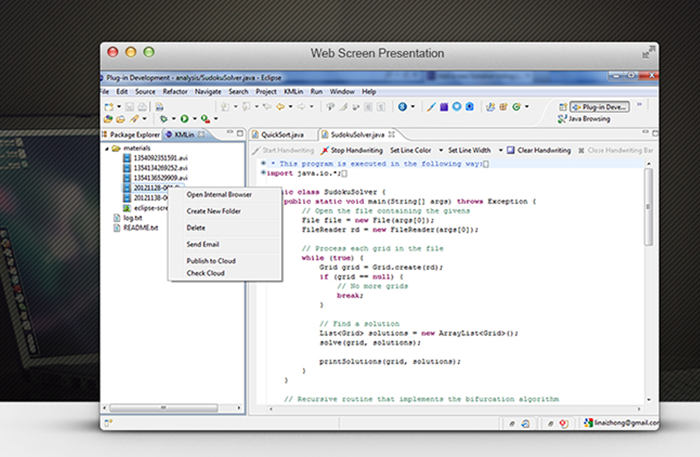 Web Screen Presentation
Plug-in Development - analysis/SudokuSolver.java - Eclipse
File Edit Source Refactor Navigate Search Project KMLin Run Window Help
Plug-in Deve...
Java Browsing
Package Explorer KMLin
QuickSort.java SudokuSolver.java
Start Handwriting Stop Handwriting Set Line Color Set Line Width Clear Handwriting Close Handwriting Bar
materials
1354092351591.avi
1354134269252.avi
1354136529909.avi
20121128-
20121138-
eclipse-scre
log.txt
README.txt
Open Internal Browser
Create New Folder
Delete
Send Email
Publish to Cloud
Check Cloud
* This program is executed in the following way:
import java.io.*;
ic class SudokuSolver {
public static void main(String[] args) throws Exception {
// Open the file containing the givens
File file = new File(args[0]);
FileReader rd = new FileReader(args[0]);
// Process each grid in the file
while (true) {
Grid grid = Grid.create(rd);
if (grid == null) {
// No more grids
break;
}
// Find a solution
List<Grid> solutions = new ArrayList<Grid>();
solve(grid, solutions);
printSolutions(grid, solutions);
}
}
// Recursive routine that implements the bifurcation algorithm
linaizhong@gmail.co